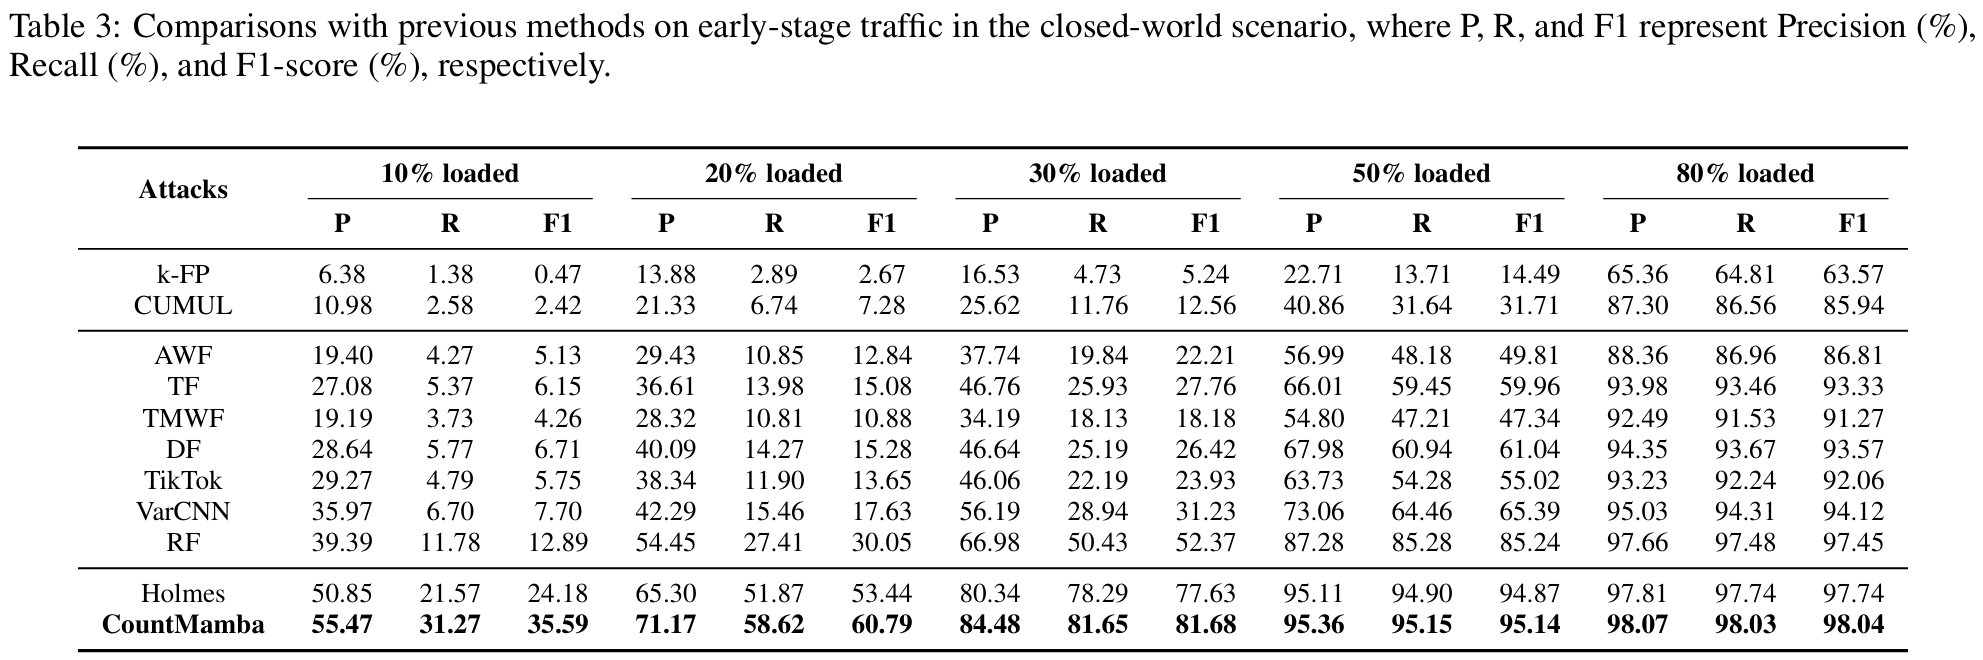 Table 3: Comparisons with previous methods on early-stage traffic in the closed-world scenario, where P, R, and F1 represent Precision (%),
Recall (%), and F1-score (%), respectively.
Attacks 10% loaded 20% loaded 30% loaded 50% loaded 80% loaded
P R F1 P R F1 P R F1 P R F1 P R F1
k-FP 6.38 1.38 0.47 13.88 2.89 2.67 16.53 4.73 5.24 22.71 13.71 14.49 65.36 64.81 63.57
CUMUL 10.98 2.58 2.42 21.33 6.74 7.28 25.62 11.76 12.56 40.86 31.64 31.71 87.30 86.56 85.94
AWF 19.40 4.27 5.13 29.43 10.85 12.84 37.74 19.84 22.21 56.99 48.18 49.81 88.36 86.96 86.81
TF 27.08 5.37 6.15 36.61 13.98 15.08 46.76 25.93 27.76 66.01 59.45 59.96 93.98 93.46 93.33
TMWF 19.19 3.73 4.26 28.32 10.81 10.88 34.19 18.13 18.18 54.80 47.21 47.34 92.49 91.53 91.27
DF 28.64 5.77 6.71 40.09 14.27 15.28 46.64 25.19 26.42 67.98 60.94 61.04 94.35 93.67 93.57
TikTok 29.27 4.79 5.75 38.34 11.90 13.65 46.06 22.19 23.93 63.73 54.28 55.02 93.23 92.24 92.06
VarCNN 35.97 6.70 7.70 42.29 15.46 17.63 56.19 28.94 31.23 73.06 64.46 65.39 95.03 94.31 94.12
RF 39.39 11.78 12.89 54.45 27.41 30.05 66.98 50.43 52.37 87.28 85.28 85.24 97.66 97.48 97.45
Holmes 50.85 21.57 24.18 65.30 51.87 53.44 80.34 78.29 77.63 95.11 94.90 94.87 97.81 97.74 97.74
CountMamba 55.47 31.27 35.59 71.17 58.62 60.79 84.48 81.65 81.68 95.36 95.15 95.14 98.07 98.03 98.04